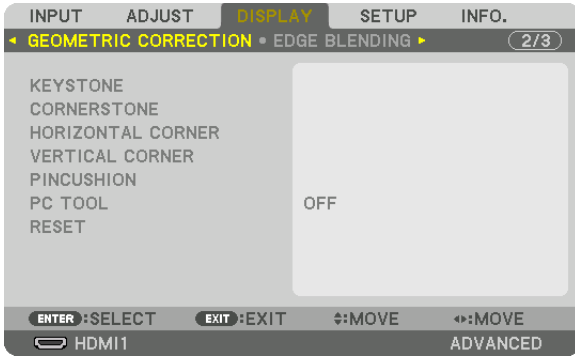 INPUT ADJUST DISPLAY SETUP INFO.
GEOMETRIC CORRECTION • EDGE BLENDING 2/3
KEYSTONE
CORNERSTONE
HORIZONTAL CORNER
VERTICAL CORNER
PINCUSHION
PC TOOL OFF
RESET
ENTER:SELECT EXIT:EXIT :MOVE :MOVE
HDMI1 ADVANCED